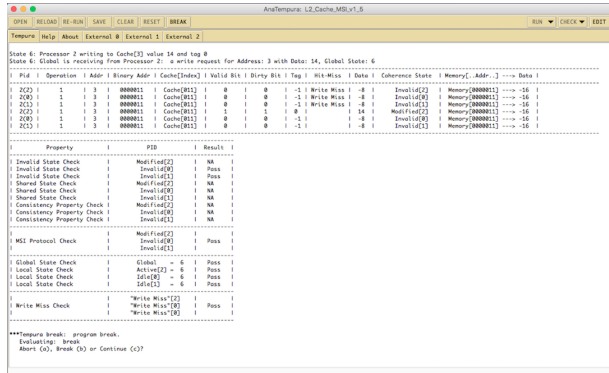 AnaTempura: L2_Cache_MSI_v1_5
OPEN RELOAD RE-RUN SAVE CLEAR RESET BREAK RUN ▼ CHECK ▼ EDIT
Tempura Help About External 0 External 1 External 2
State 6: Processor 2 writing to Cache[3] value 14 and tag 0
State 6: Global is receiving from Processor 2: a write request for Address: 3 with Data: 14, Global State: 6
| Pid | Operation | Addr | Binary Addr | Cache[Index] | Valid Bit | Dirty Bit | Tag | Hit-Miss | Data | Coherence State | Memory[..Addr..] ---> Data |
| 2(2) | 1 | 3 | 0000011 | Cache[011] | 0 | 0 | -1 | Write Miss | -8 | Invalid[2] | Memory[0000011] ---> -16 |
| 2(0) | 1 | 3 | 0000011 | Cache[011] | 0 | 0 | -1 | Write Miss | -8 | Invalid[0] | Memory[0000011] ---> -16 |
| 2(1) | 1 | 3 | 0000011 | Cache[011] | 0 | 0 | -1 | Write Miss | -8 | Invalid[1] | Memory[0000011] ---> -16 |
| 2(2) | 1 | 3 | 0000011 | Cache[011] | 1 | 1 | 0 | | 14 | Modified[2] | Memory[0000011] ---> -16 |
| 2(0) | 1 | 3 | 0000011 | Cache[011] | 0 | 0 | -1 | | -8 | Invalid[0] | Memory[0000011] ---> -16 |
| 2(1) | 1 | 3 | 0000011 | Cache[011] | 0 | 0 | -1 | | -8 | Invalid[1] | Memory[0000011] ---> -16 |
| Property | PID | Result |
| Invalid State Check | Modified[2] | NA |
| Invalid State Check | Invalid[0] | Pass |
| Invalid State Check | Invalid[1] | Pass |
| Shared State Check | Modified[2] | NA |
| Shared State Check | Invalid[0] | NA |
| Shared State Check | Invalid[1] | NA |
| Consistency Property Check | Modified[2] | NA |
| Consistency Property Check | Invalid[0] | NA |
| Consistency Property Check | Invalid[1] | NA |
| | Modified[2] | |
| MSI Protocol Check | Invalid[0] | Pass |
| | Invalid[1] | |
| Global State Check | Global = 6 | Pass |
| Local State Check | Active[2] = 6 | Pass |
| Local State Check | Idle[0] = 6 | Pass |
| Local State Check | Idle[1] = 6 | Pass |
| | "Write Miss"[2] | |
| Write Miss Check | "Write Miss"[0] | Pass |
| | "Write Miss"[0] | |
***Tempura break: program break.
Evaluating: break
Abort (a), Break (b) or Continue (c)?